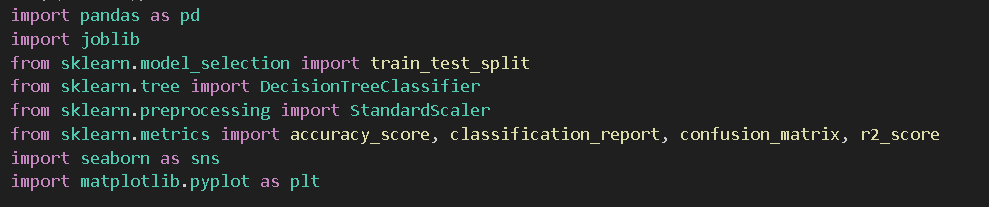 import pandas as pd
import joblib
from sklearn.model_selection import train_test_split
from sklearn.tree import DecisionTreeClassifier
from sklearn.preprocessing import StandardScaler
from sklearn.metrics import accuracy_score, classification_report, confusion_matrix, r2_score
import seaborn as sns
import matplotlib.pyplot as plt